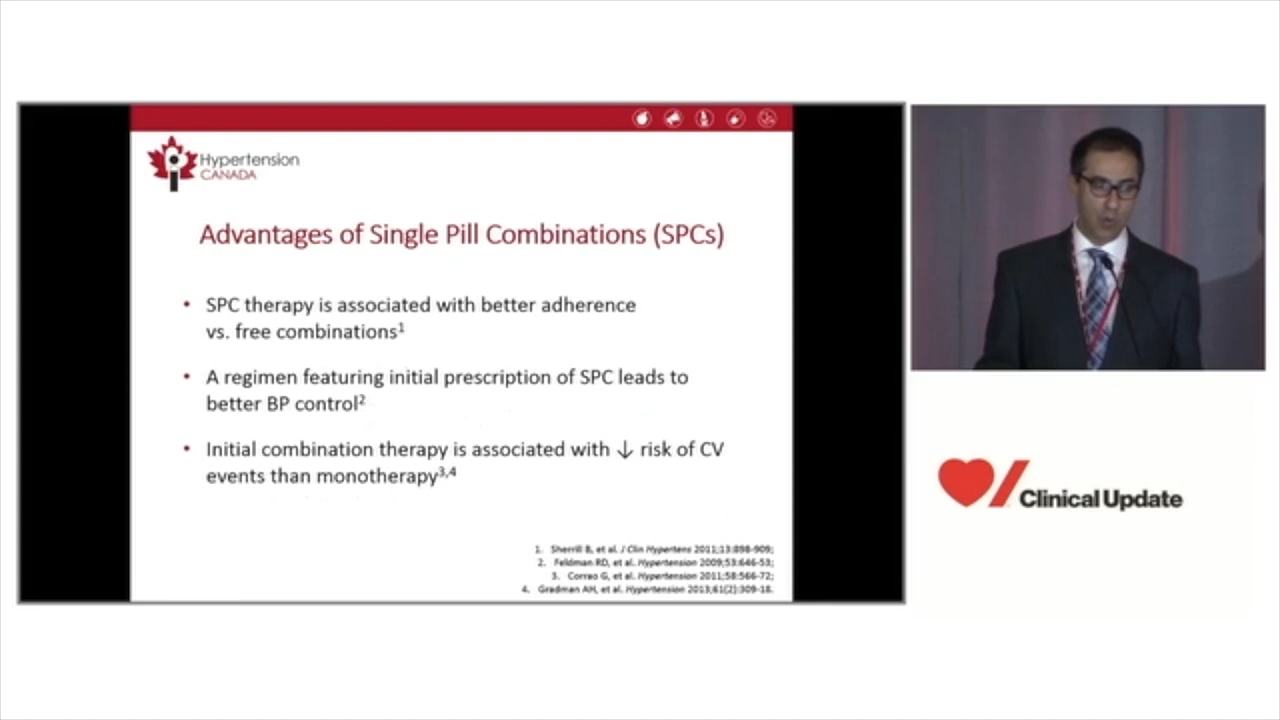 Hypertension
CANADA
Advantages of Single Pill Combinations (SPCs)
• SPC therapy is associated with better adherence
vs. free combinations1
• A regimen featuring initial prescription of SPC leads to
better BP control2
• Initial combination therapy is associated with ↓ risk of CV
events than monotherapy3,4
1. Sherrill B, et al. J Clin Hypertens 2011;13:898-909;
2. Feldman RD, et al. Hypertension 2009;53:646-53;
3. Corrao G, et al. Hypertension 2011;58:566-72;
4. Gradman AH, et al. Hypertension 2013;61(2):309-18.
Clinical Update